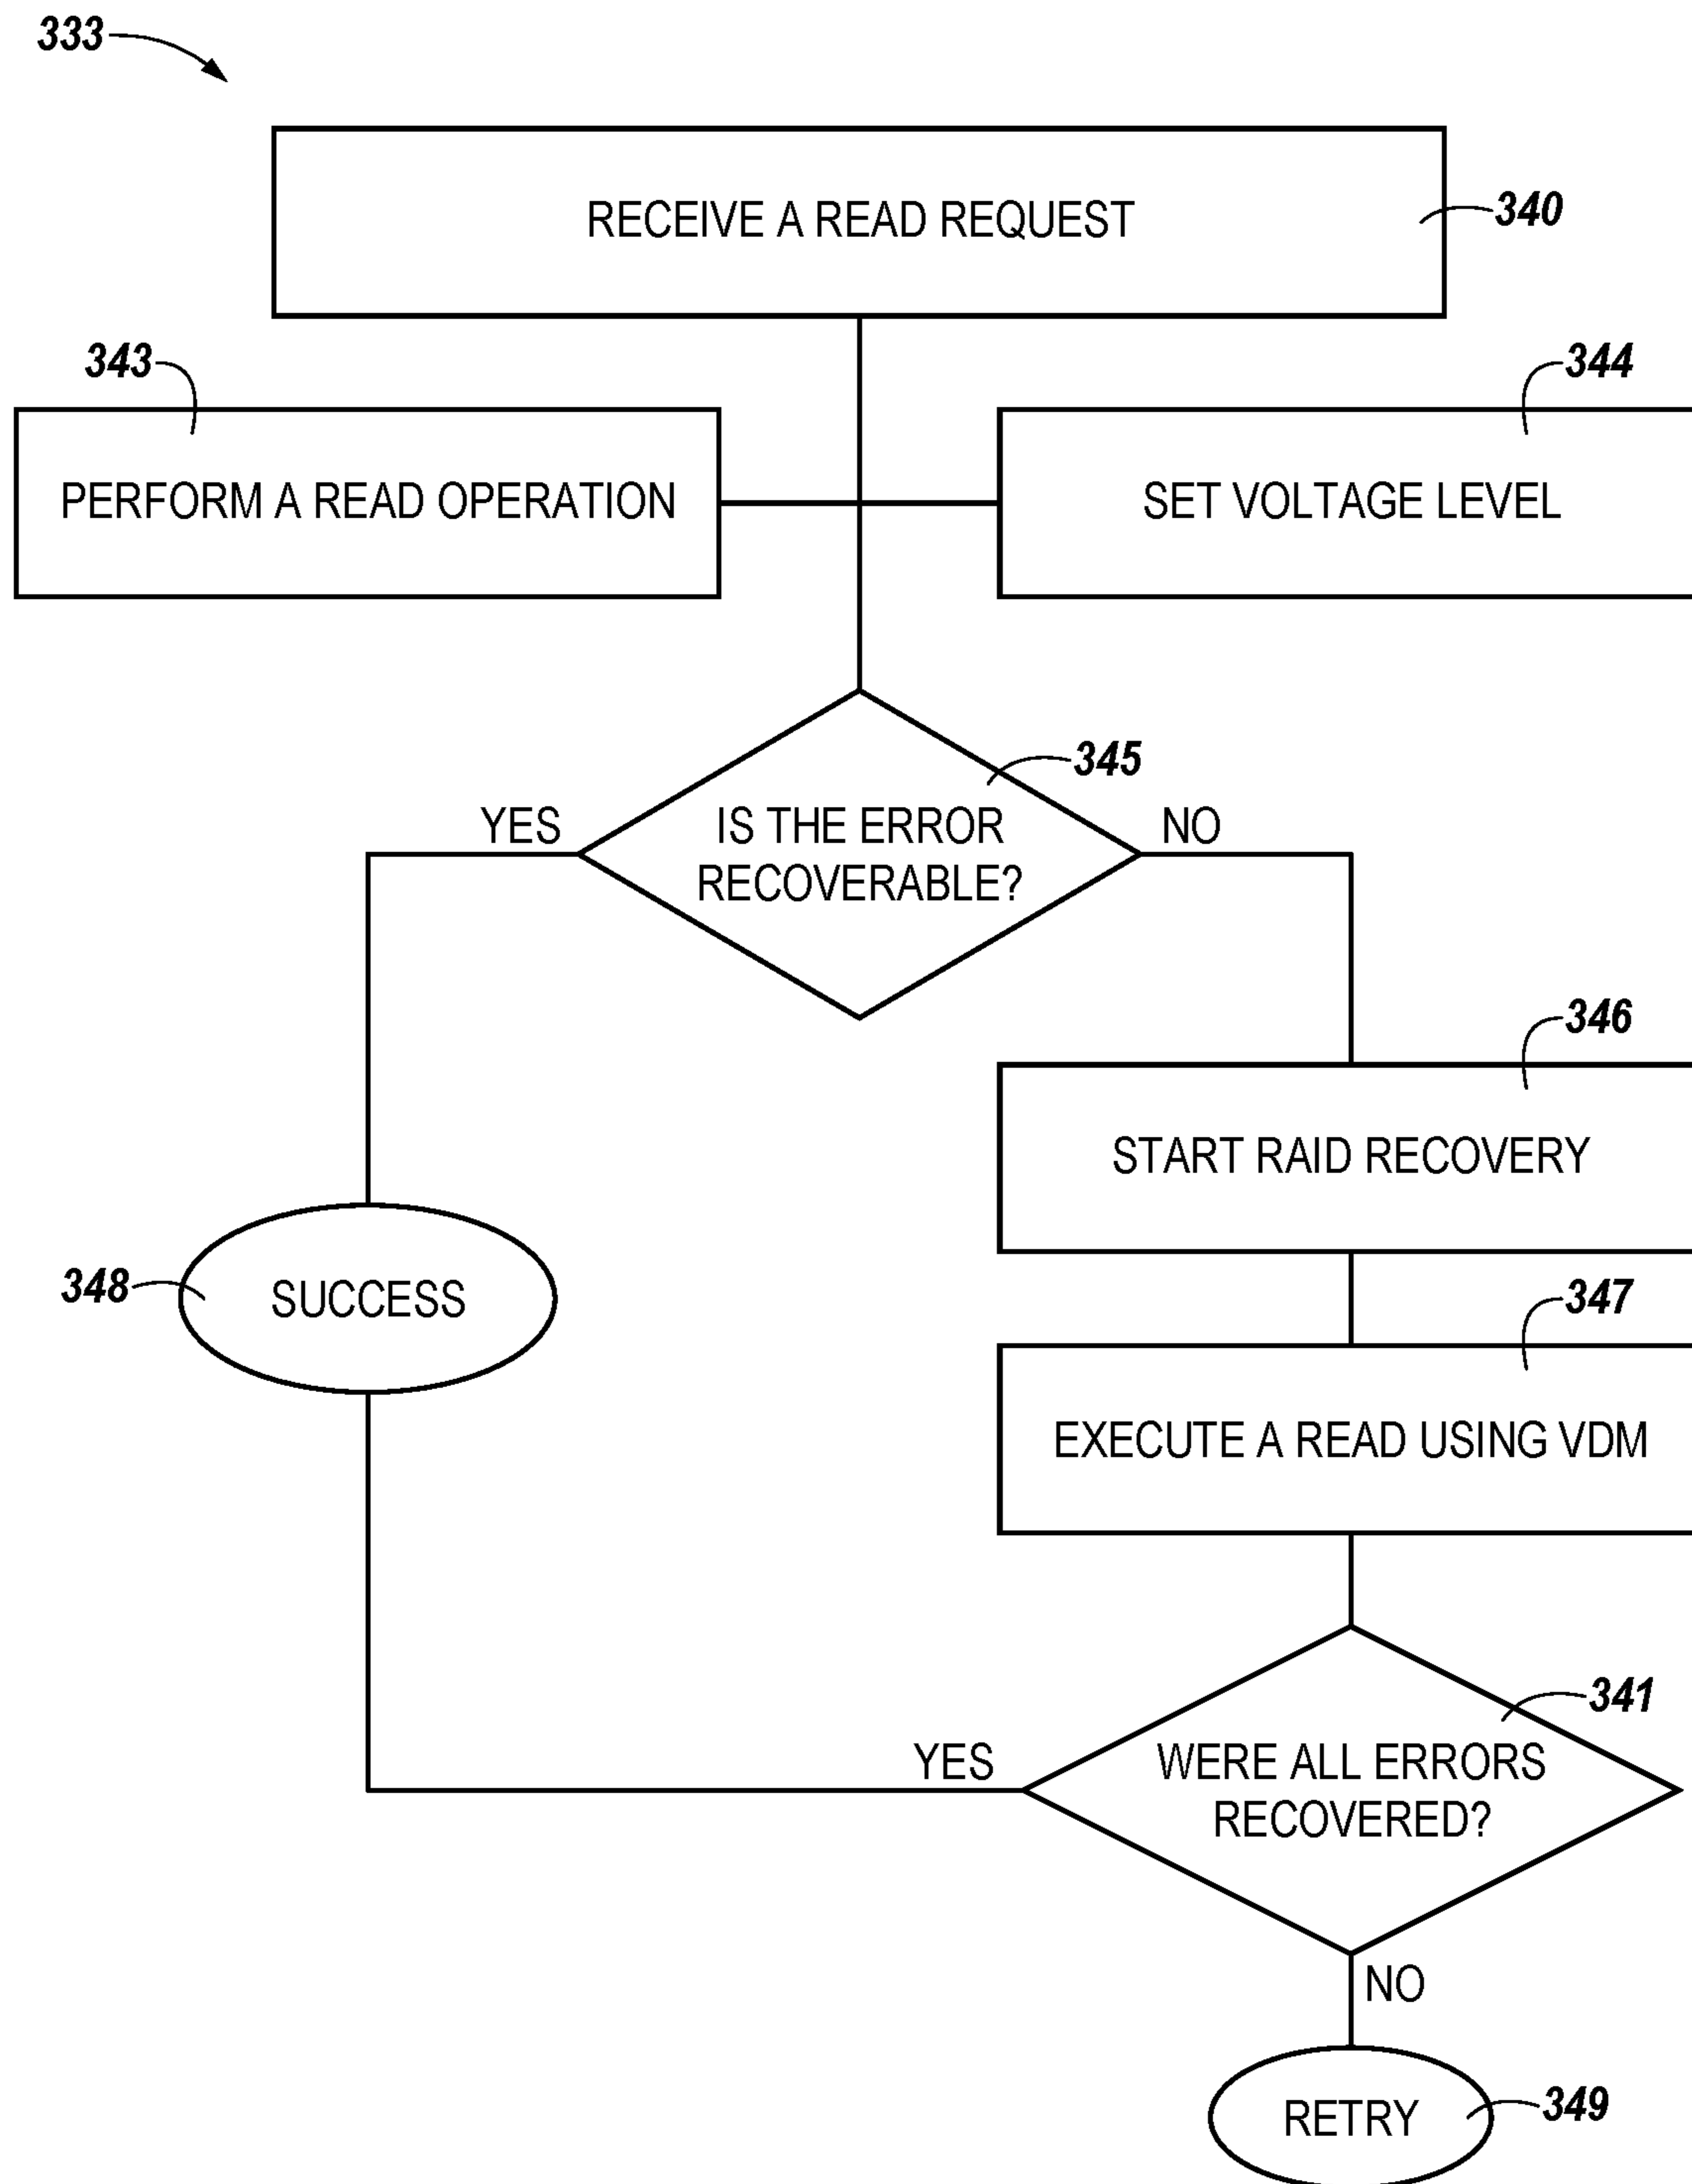 333
RECEIVE A READ REQUEST
340
343
344
PERFORM A READ OPERATION
SET VOLTAGE LEVEL
345
YES
IS THE ERROR
RECOVERABLE?
NO
346
START RAID RECOVERY
348
SUCCESS
347
EXECUTE A READ USING VDM
341
YES
WERE ALL ERRORS
RECOVERED?
NO
RETRY
349